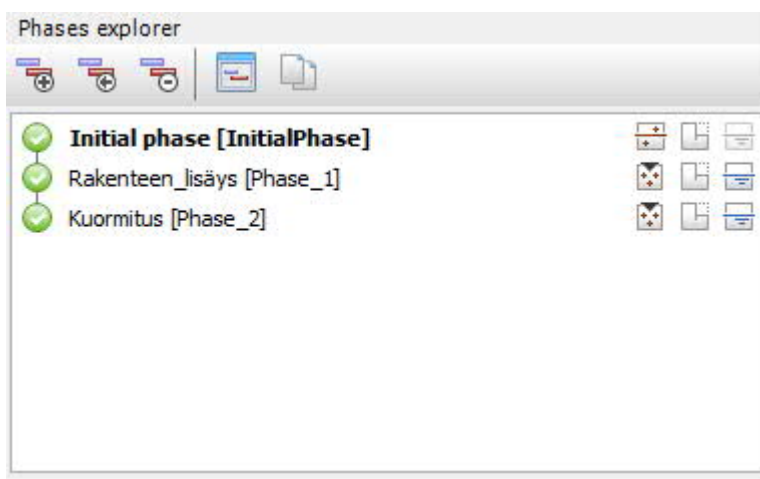 Phases explorer
Initial phase [InitialPhase]
Rakenteen_lisäys [Phase_1]
Kuormitus [Phase_2]